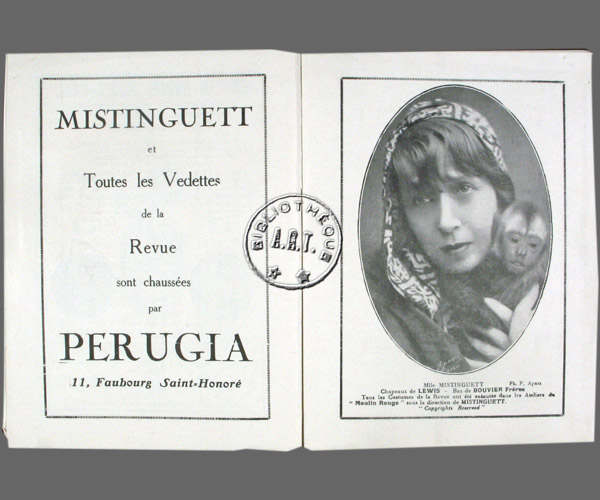 MISTINGUETT
et
Toutes les Vedettes
de la
Revue
sont chaussées
par
PERUGIA
11, Faubourg Saint-Honoré
BIBLIOTHÈQUE
A.R.T.
Mlle MISTINGUETT Ph. F. Apers
Chapeaux de LEWIS - Bas de BOUVIER Frères
Tous les Costumes de la Revue ont été exécutés dans les Ateliers du
" Moulin Rouge " sous la direction de MISTINGUETT.
" Copyrights Reserved "